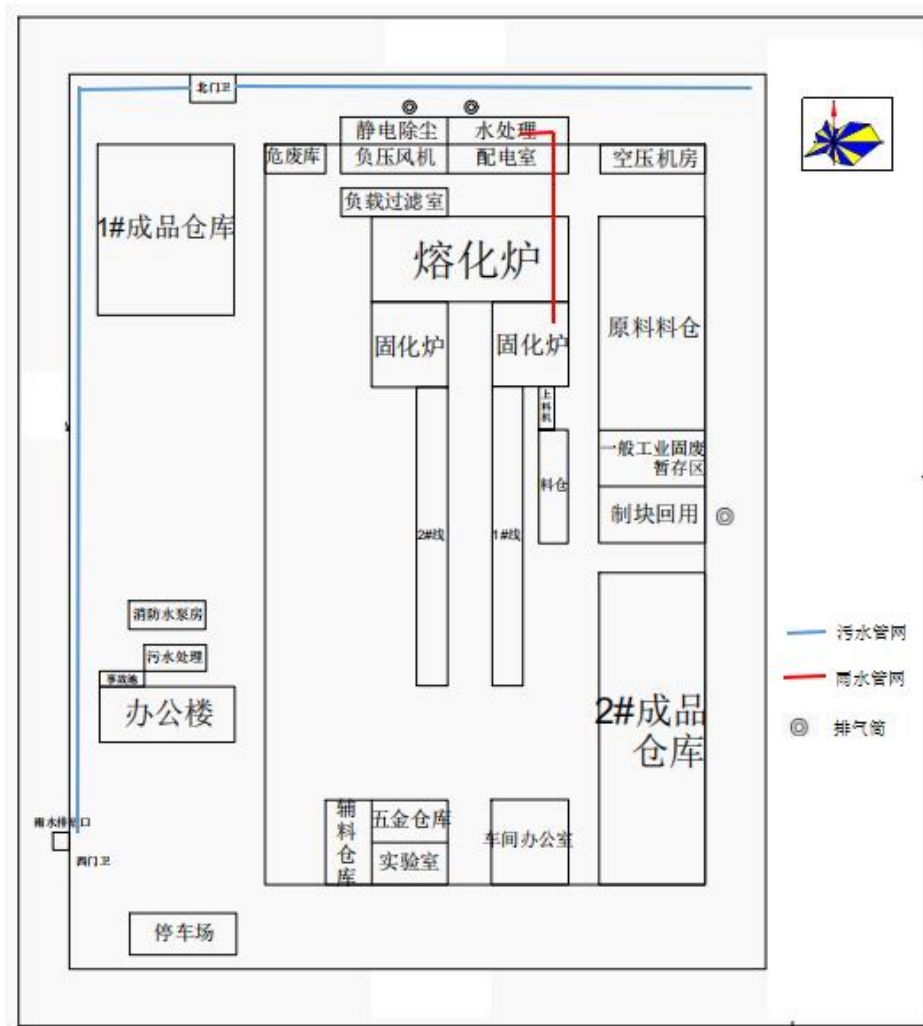 北门卫
静电除尘
水处理
危废库
负压风机
配电室
空压机房
负载过滤室
1#成品仓库
熔化炉
原料料仓
固化炉
固化炉
上料机
一般工业固废
暂存区
料仓
制块回用
2#线
1#线
消防水泵房
污水处理
事故池
办公楼
2#成品
仓库
污水管网
雨水管网
排气筒
雨水排放口
西门卫
辅料仓库
五金仓库
实验室
车间办公室
停车场